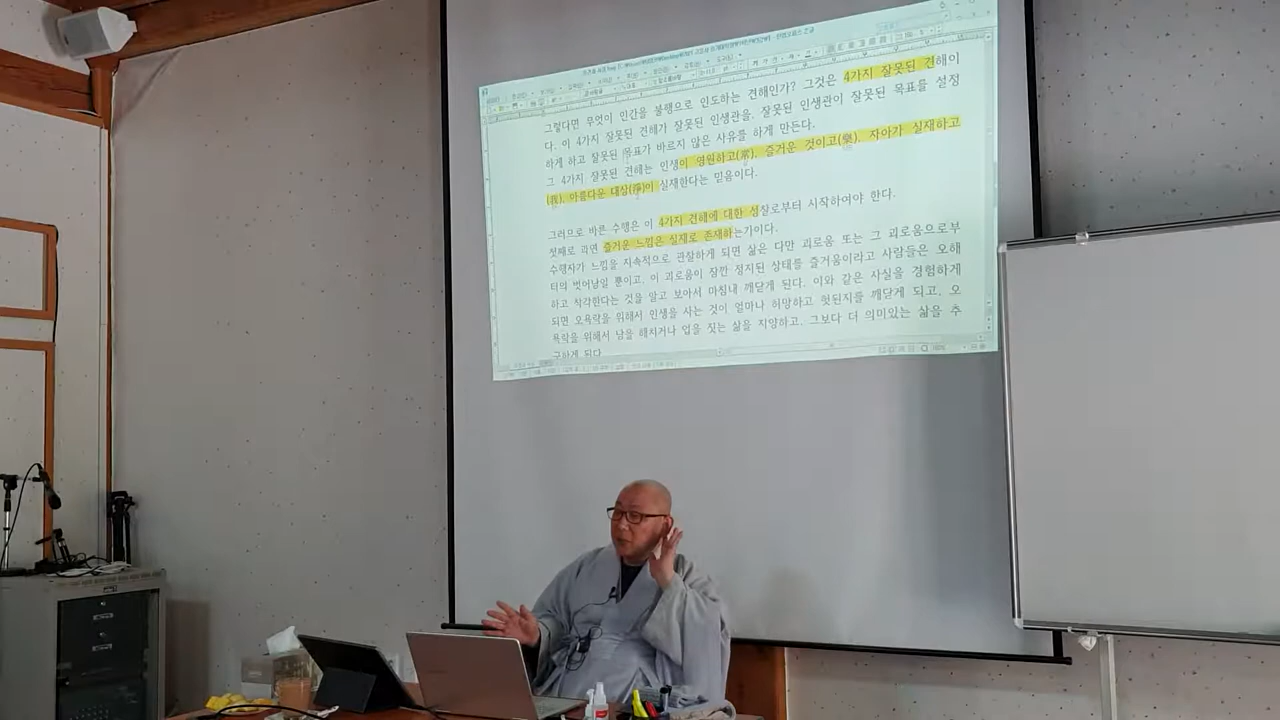 그렇다면 무엇이 인간을 불행으로 인도하는 견해인가? 그것은 4가지 잘못된 견해이
다. 이 4가지 잘못된 견해가 잘못된 인생관을, 잘못된 인생관이 잘못된 목표를 설정
하게 하고 잘못된 목표가 바르지 않은 사유를 하게 만든다.
그 4가지 잘못된 견해는 인생이 영원하고(常), 즐거운 것이고(樂), 자아가 실재하고
(我), 아름다운 대상(淨)이 실재한다는 믿음이다.
그러므로 바른 수행은 이 4가지 견해에 대한 성찰로부터 시작하여야 한다.
첫째로 과연 즐거운 느낌은 실제로 존재하는가이다.
수행자가 느낌을 지속적으로 관찰하게 되면 삶은 다만 괴로움 또는 그 괴로움으로부
터의 벗어남일 뿐이고, 이 괴로움이 잠깐 정지된 상태를 즐거움이라고 사람들은 오해
하고 착각한다는 것을 알고 보아서 마침내 깨닫게 된다. 이와 같은 사실을 경험하게
되면 오욕락을 위해서 인생을 사는 것이 얼마나 허망하고 헛된지를 깨닫게 되고, 오
욕락을 위해서 남을 해치거나 업을 짓는 삶을 지양하고, 그보다 더 의미있는 삶을 추
구하게 된다